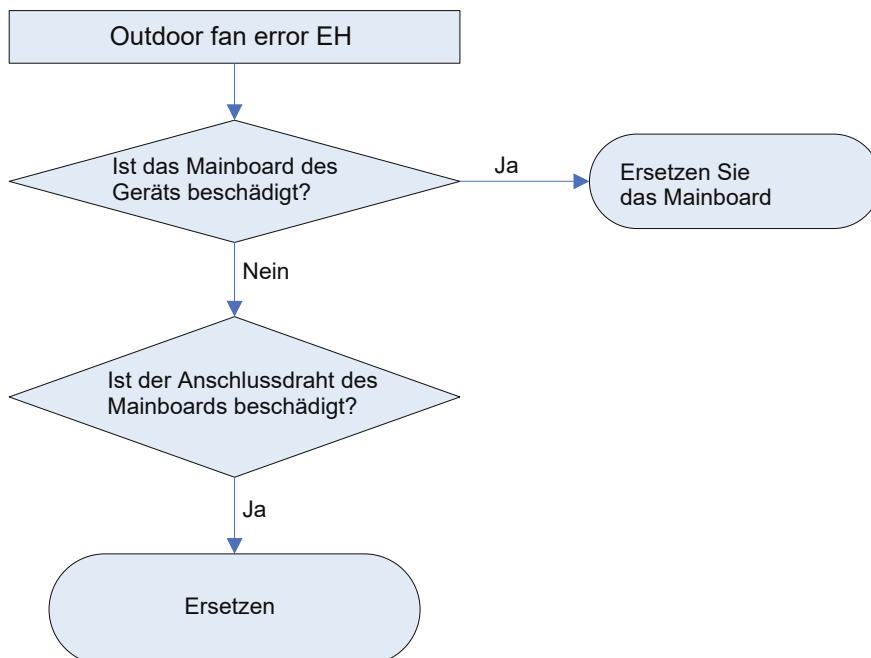 Outdoor fan error EH
Ist das Mainboard des
Geräts beschädigt?
Ja
Ersetzen Sie
das Mainboard
Nein
Ist der Anschlussdraht des
Mainboards beschädigt?
Ja
Ersetzen